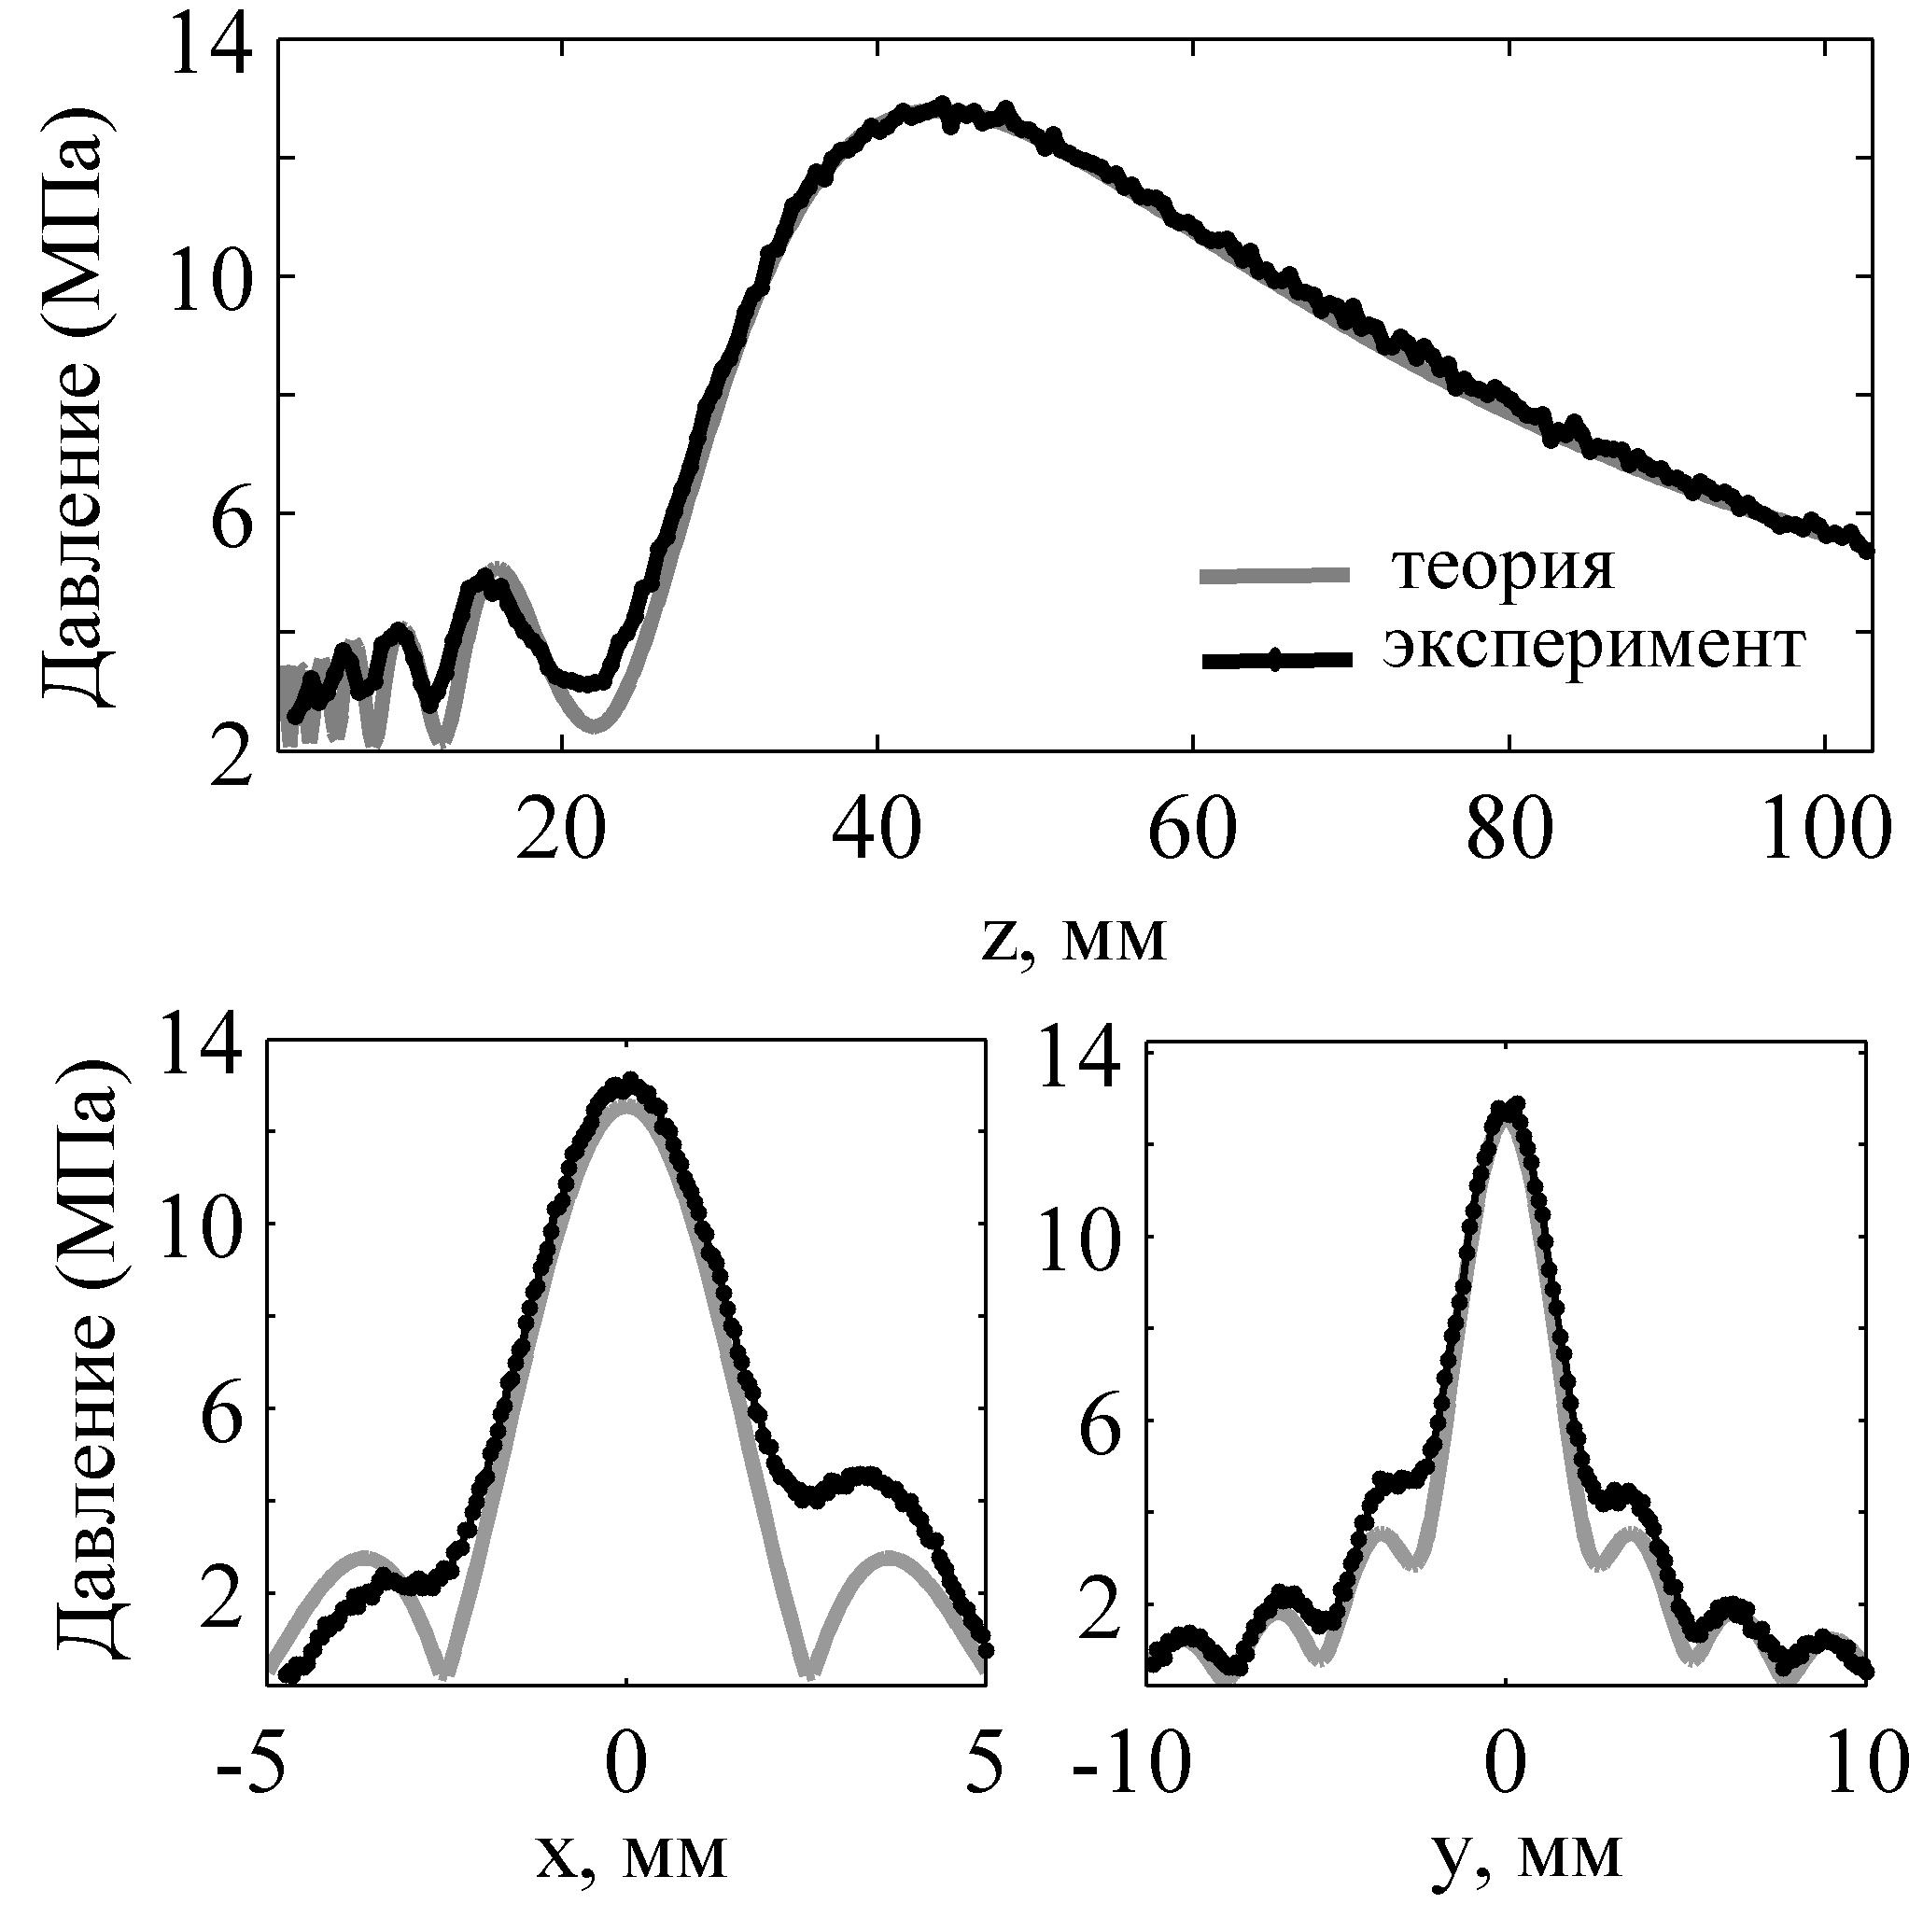 Давление (МПа)
14
10
6
2
теория
эксперимент
20 40 60 80 100
z, мм
Давление (МПа)
14
10
6
2
-5 0 5
x, мм
14
10
6
2
-10 0 10
y, мм